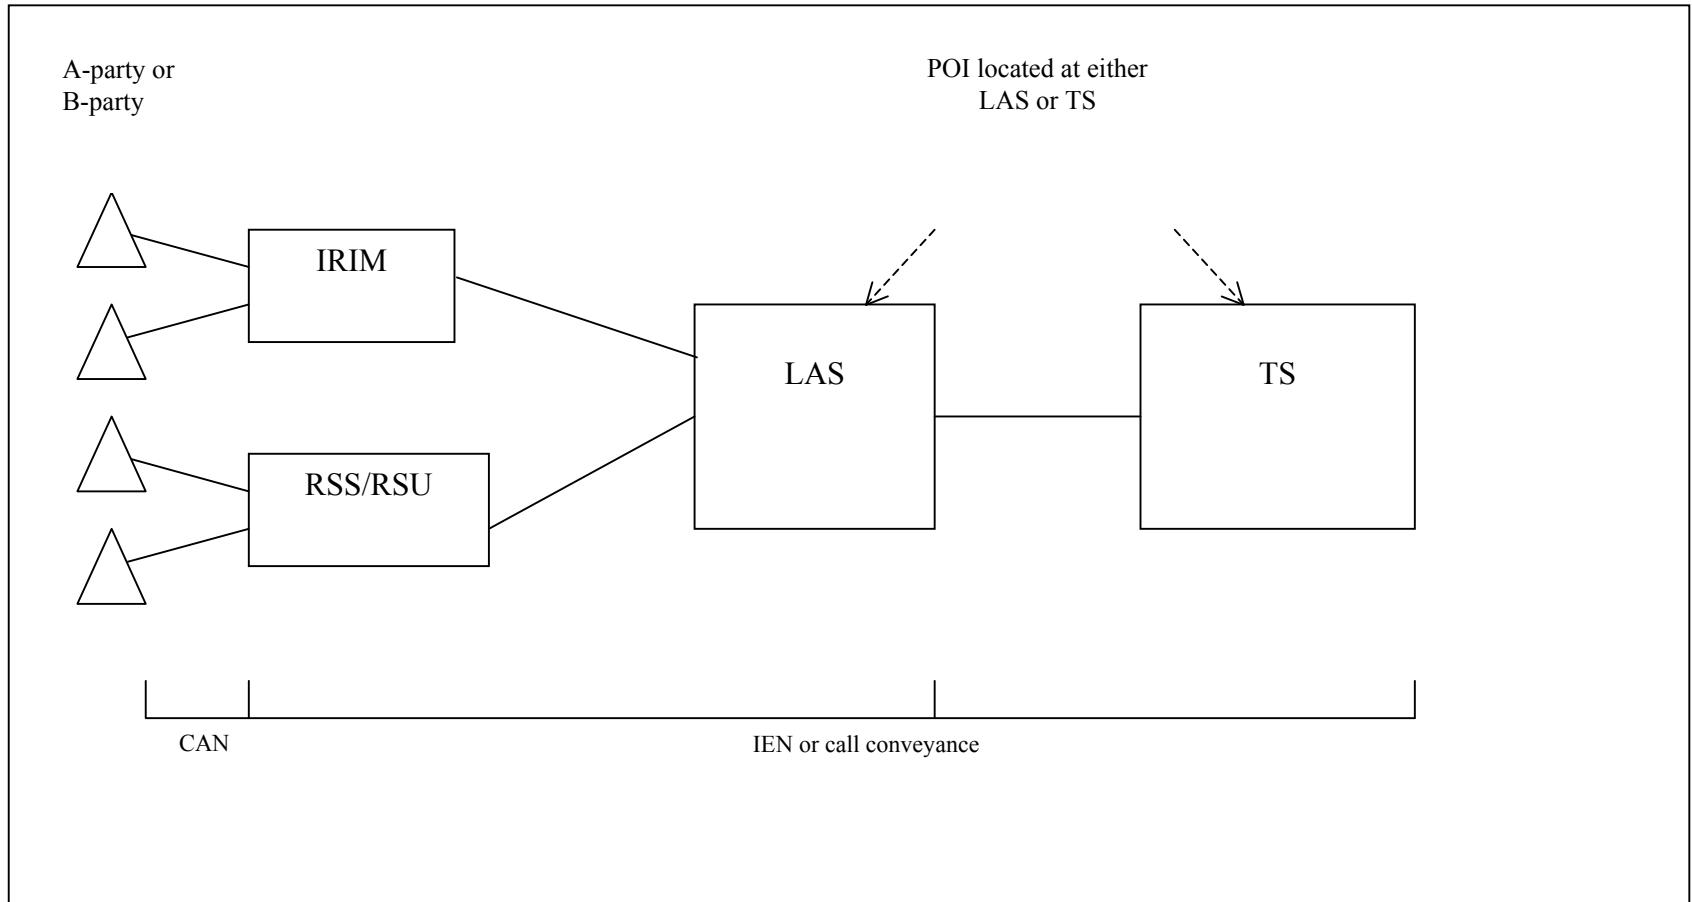 A-party or
B-party
POI located at either
LAS or TS
IRIM
LAS
TS
RSS/RSU
CAN
IEN or call conveyance